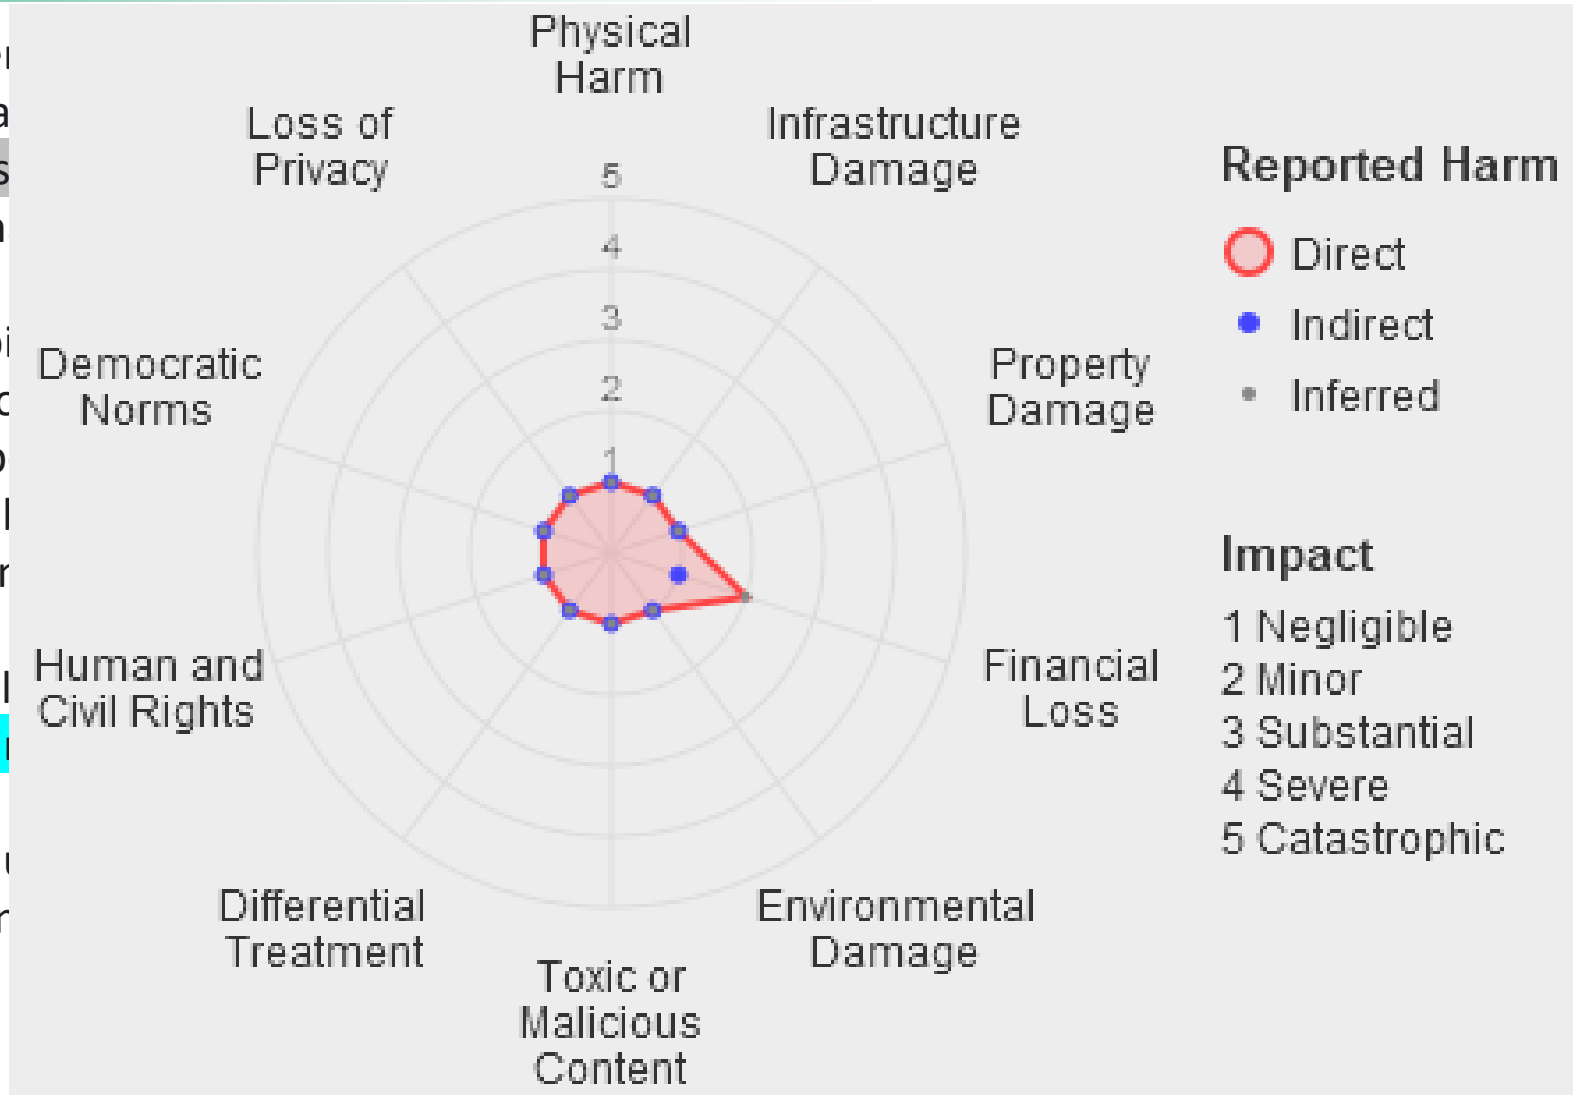 Physical
Harm
Loss of
Privacy
Infrastructure
Damage
5
4
3
2
1
Democratic
Norms
Property
Damage
Human and
Civil Rights
Financial
Loss
Differential
Treatment
Environmental
Damage
Toxic or
Malicious
Content
Reported Harm
Direct
Indirect
Inferred
Impact
1 Negligible
2 Minor
3 Substantial
4 Severe
5 Catastrophic